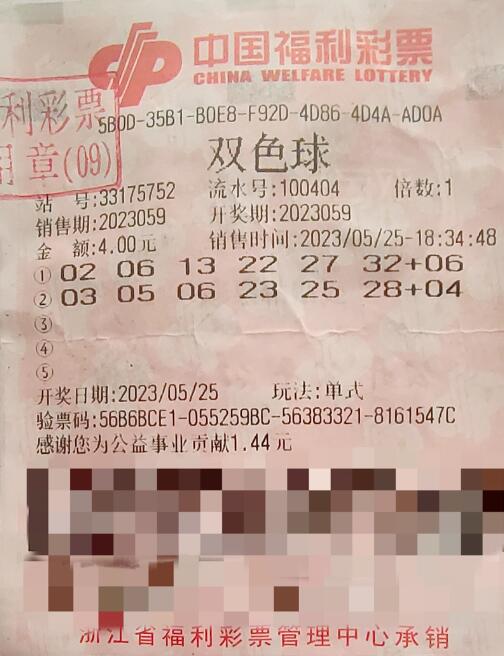 中国福利彩票
CHINA WELFARE LOTTERY
5B0D-35B1-B0E8-F92D-4D86-4D4A-AD0A
利彩票
用章(09)
双色球
站 号:33175752 流水号:100404 倍数:1
销售期:2023059 开奖期:2023059
金 额:4.00元 销售时间:2023/05/25-18:34:48
① 02 06 13 22 27 32+06
② 03 05 06 23 25 28+04
③
④
⑤
开奖日期:2023/05/25 玩法:单式
验票码:56B6BCE1-055259BC-56383321-8161547C
感谢您为公益事业贡献1.44元
浙江省福利彩票管理中心承销